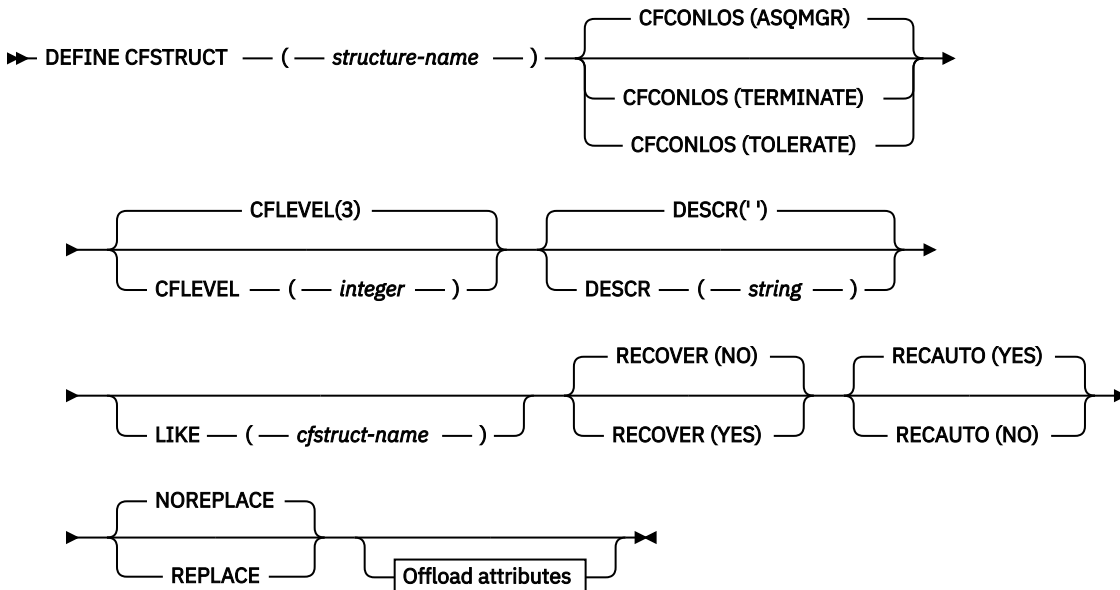 CFCONLOS (ASQMGR)
DEFINE CFSTRUCT ( structure-name )
CFCONLOS (TERMINATE)
CFCONLOS (TOLERATE)
CFLEVEL(3) DESCR(' ')
CFLEVEL ( integer ) DESCR ( string )
RECOVER (NO) RECAUTO (YES)
LIKE ( cfstruct-name ) RECOVER (YES) RECAUTO (NO)
NOREPLACE
REPLACE Offload attributes